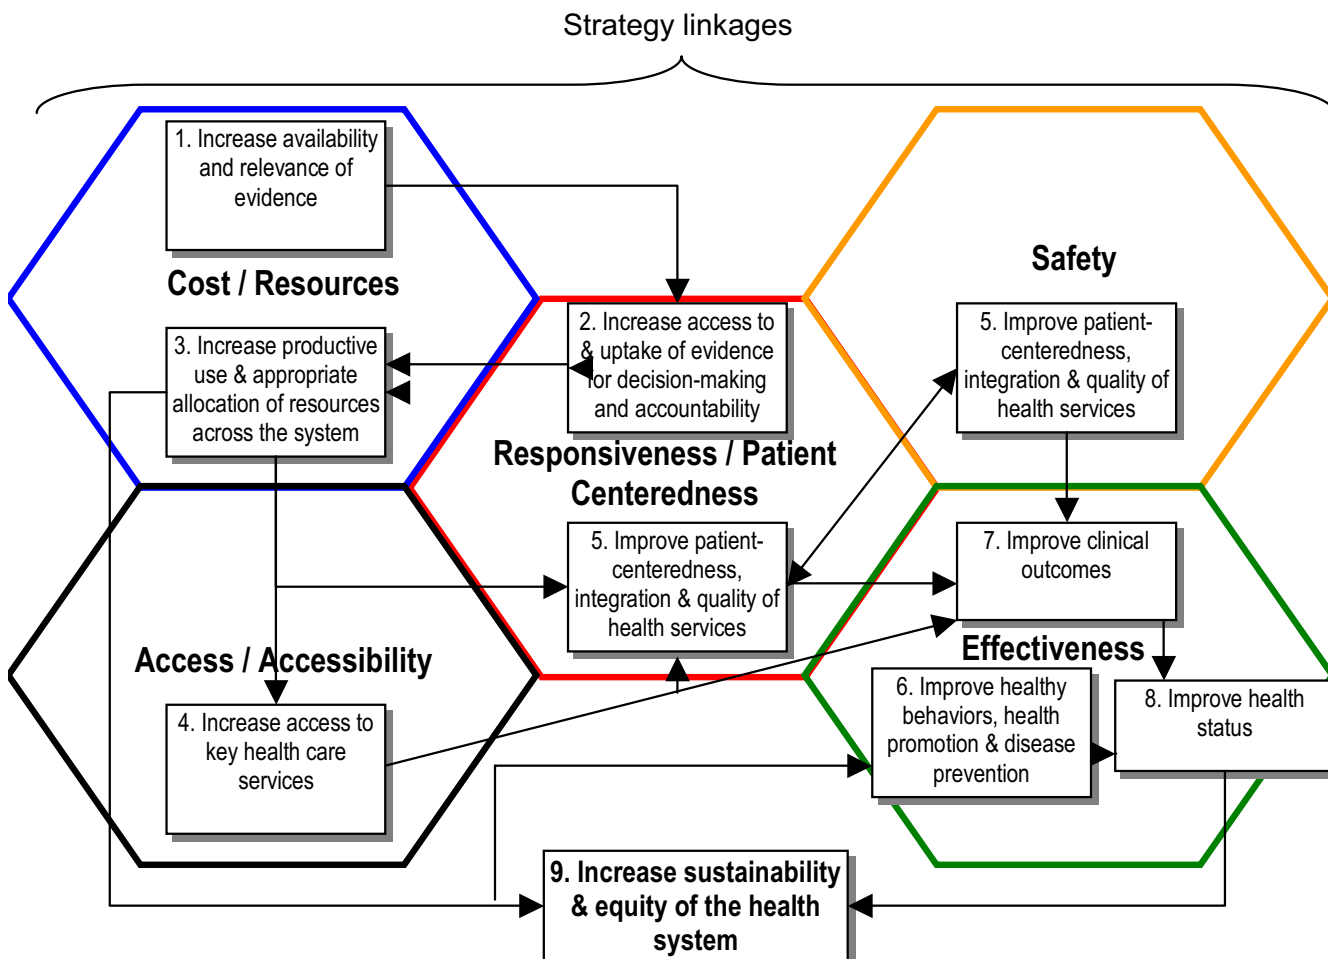 Strategy linkages
1. Increase availability
and relevance of
evidence
Cost / Resources
3. Increase productive
use & appropriate
allocation of resources
across the system
2. Increase access to
& uptake of evidence
for decision-making
and accountability
Responsiveness / Patient
Centeredness
5. Improve patient-
centeredness,
integration & quality of
health services
Safety
5. Improve patient-
centeredness,
integration & quality of
health services
7. Improve clinical
outcomes
Effectiveness
6. Improve healthy
behaviors, health
promotion & disease
prevention
8. Improve health
status
Access / Accessibility
4. Increase access to
key health care
services
9. Increase sustainability
& equity of the health
system